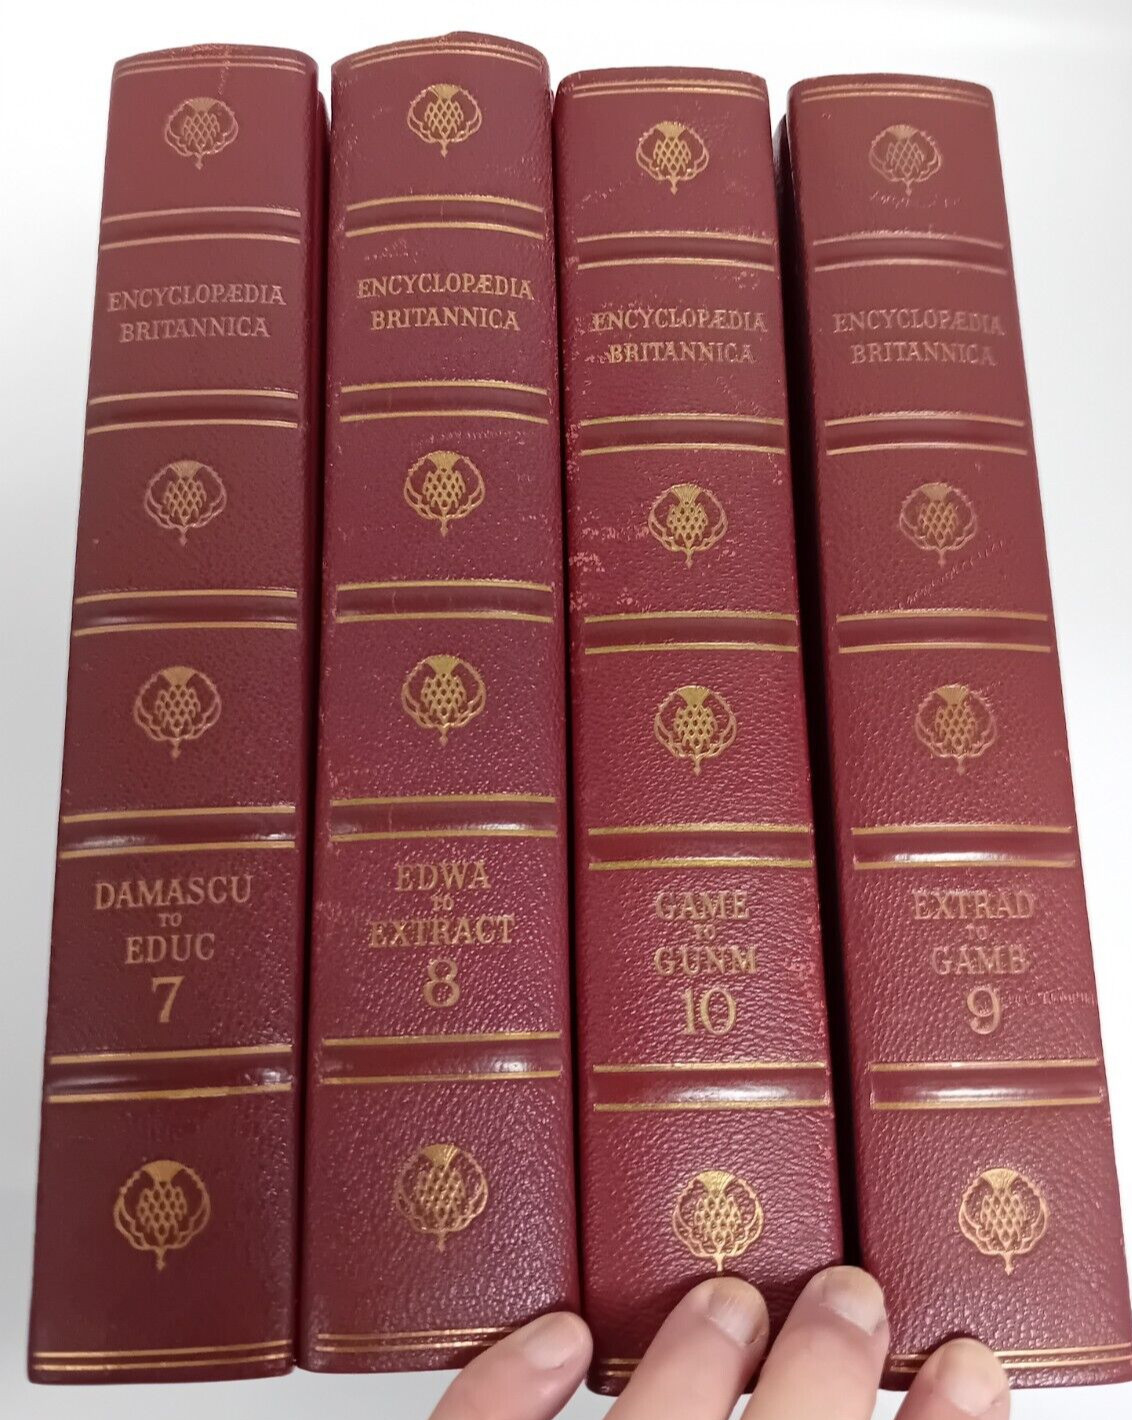 ENCYCLOPÆDIA
BRITANNICA
DAMASCU
TO
EDUC
7
ENCYCLOPÆDIA
BRITANNICA
EDWA
TO
EXTRACT
8
ENCYCLOPÆDIA
BRITANNICA
GAME
TO
GUNM
10
ENCYCLOPÆDIA
BRITANNICA
EXTRAD
TO
GAMB
9